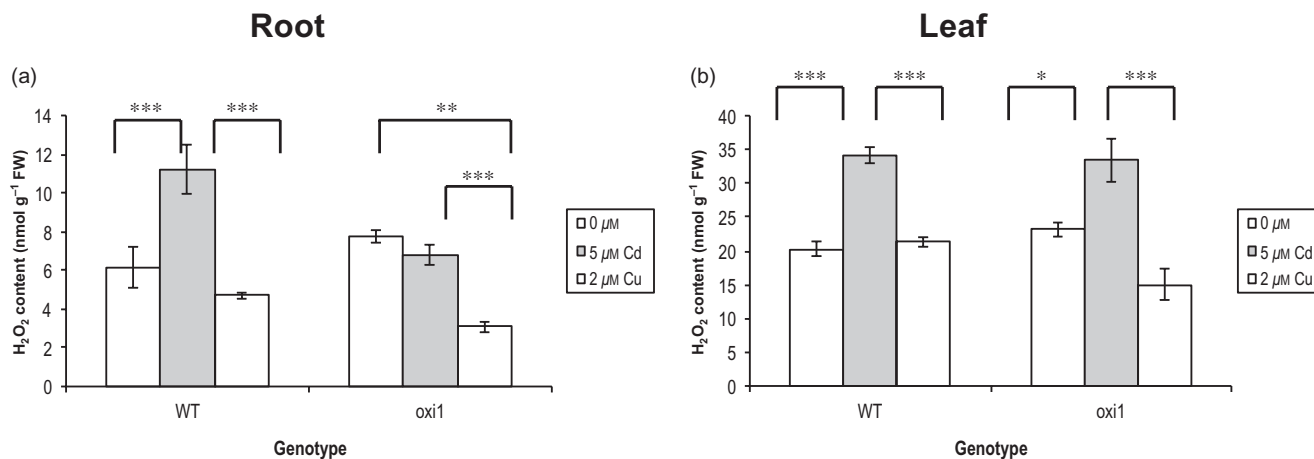 Root
(a)
***
***
**
***
14
12
10
8
6
4
2
0
H₂O₂ content (nmol g⁻¹ FW)
WT
oxi1
Genotype
0 µM
5 µM Cd
2 µM Cu
Leaf
(b)
***
***
*
***
40
35
30
25
20
15
10
5
0
H₂O₂ content (nmol g⁻¹ FW)
WT
oxi1
Genotype
0 µM
5 µM Cd
2 µM Cu